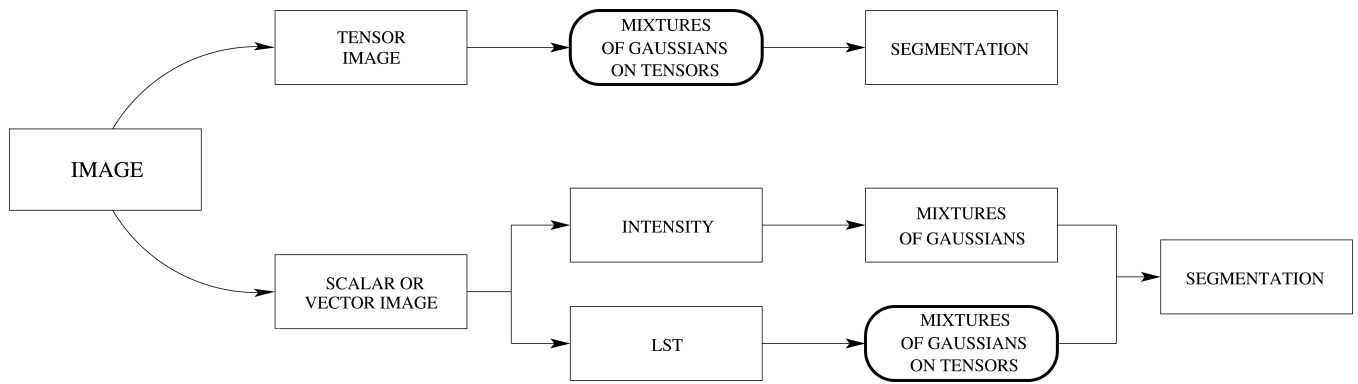 TENSOR
IMAGE
MIXTURES
OF GAUSSIANS
ON TENSORS
SEGMENTATION
IMAGE
SCALAR OR
VECTOR IMAGE
INTENSITY
MIXTURES
OF GAUSSIANS
LST
MIXTURES
OF GAUSSIANS
ON TENSORS
SEGMENTATION